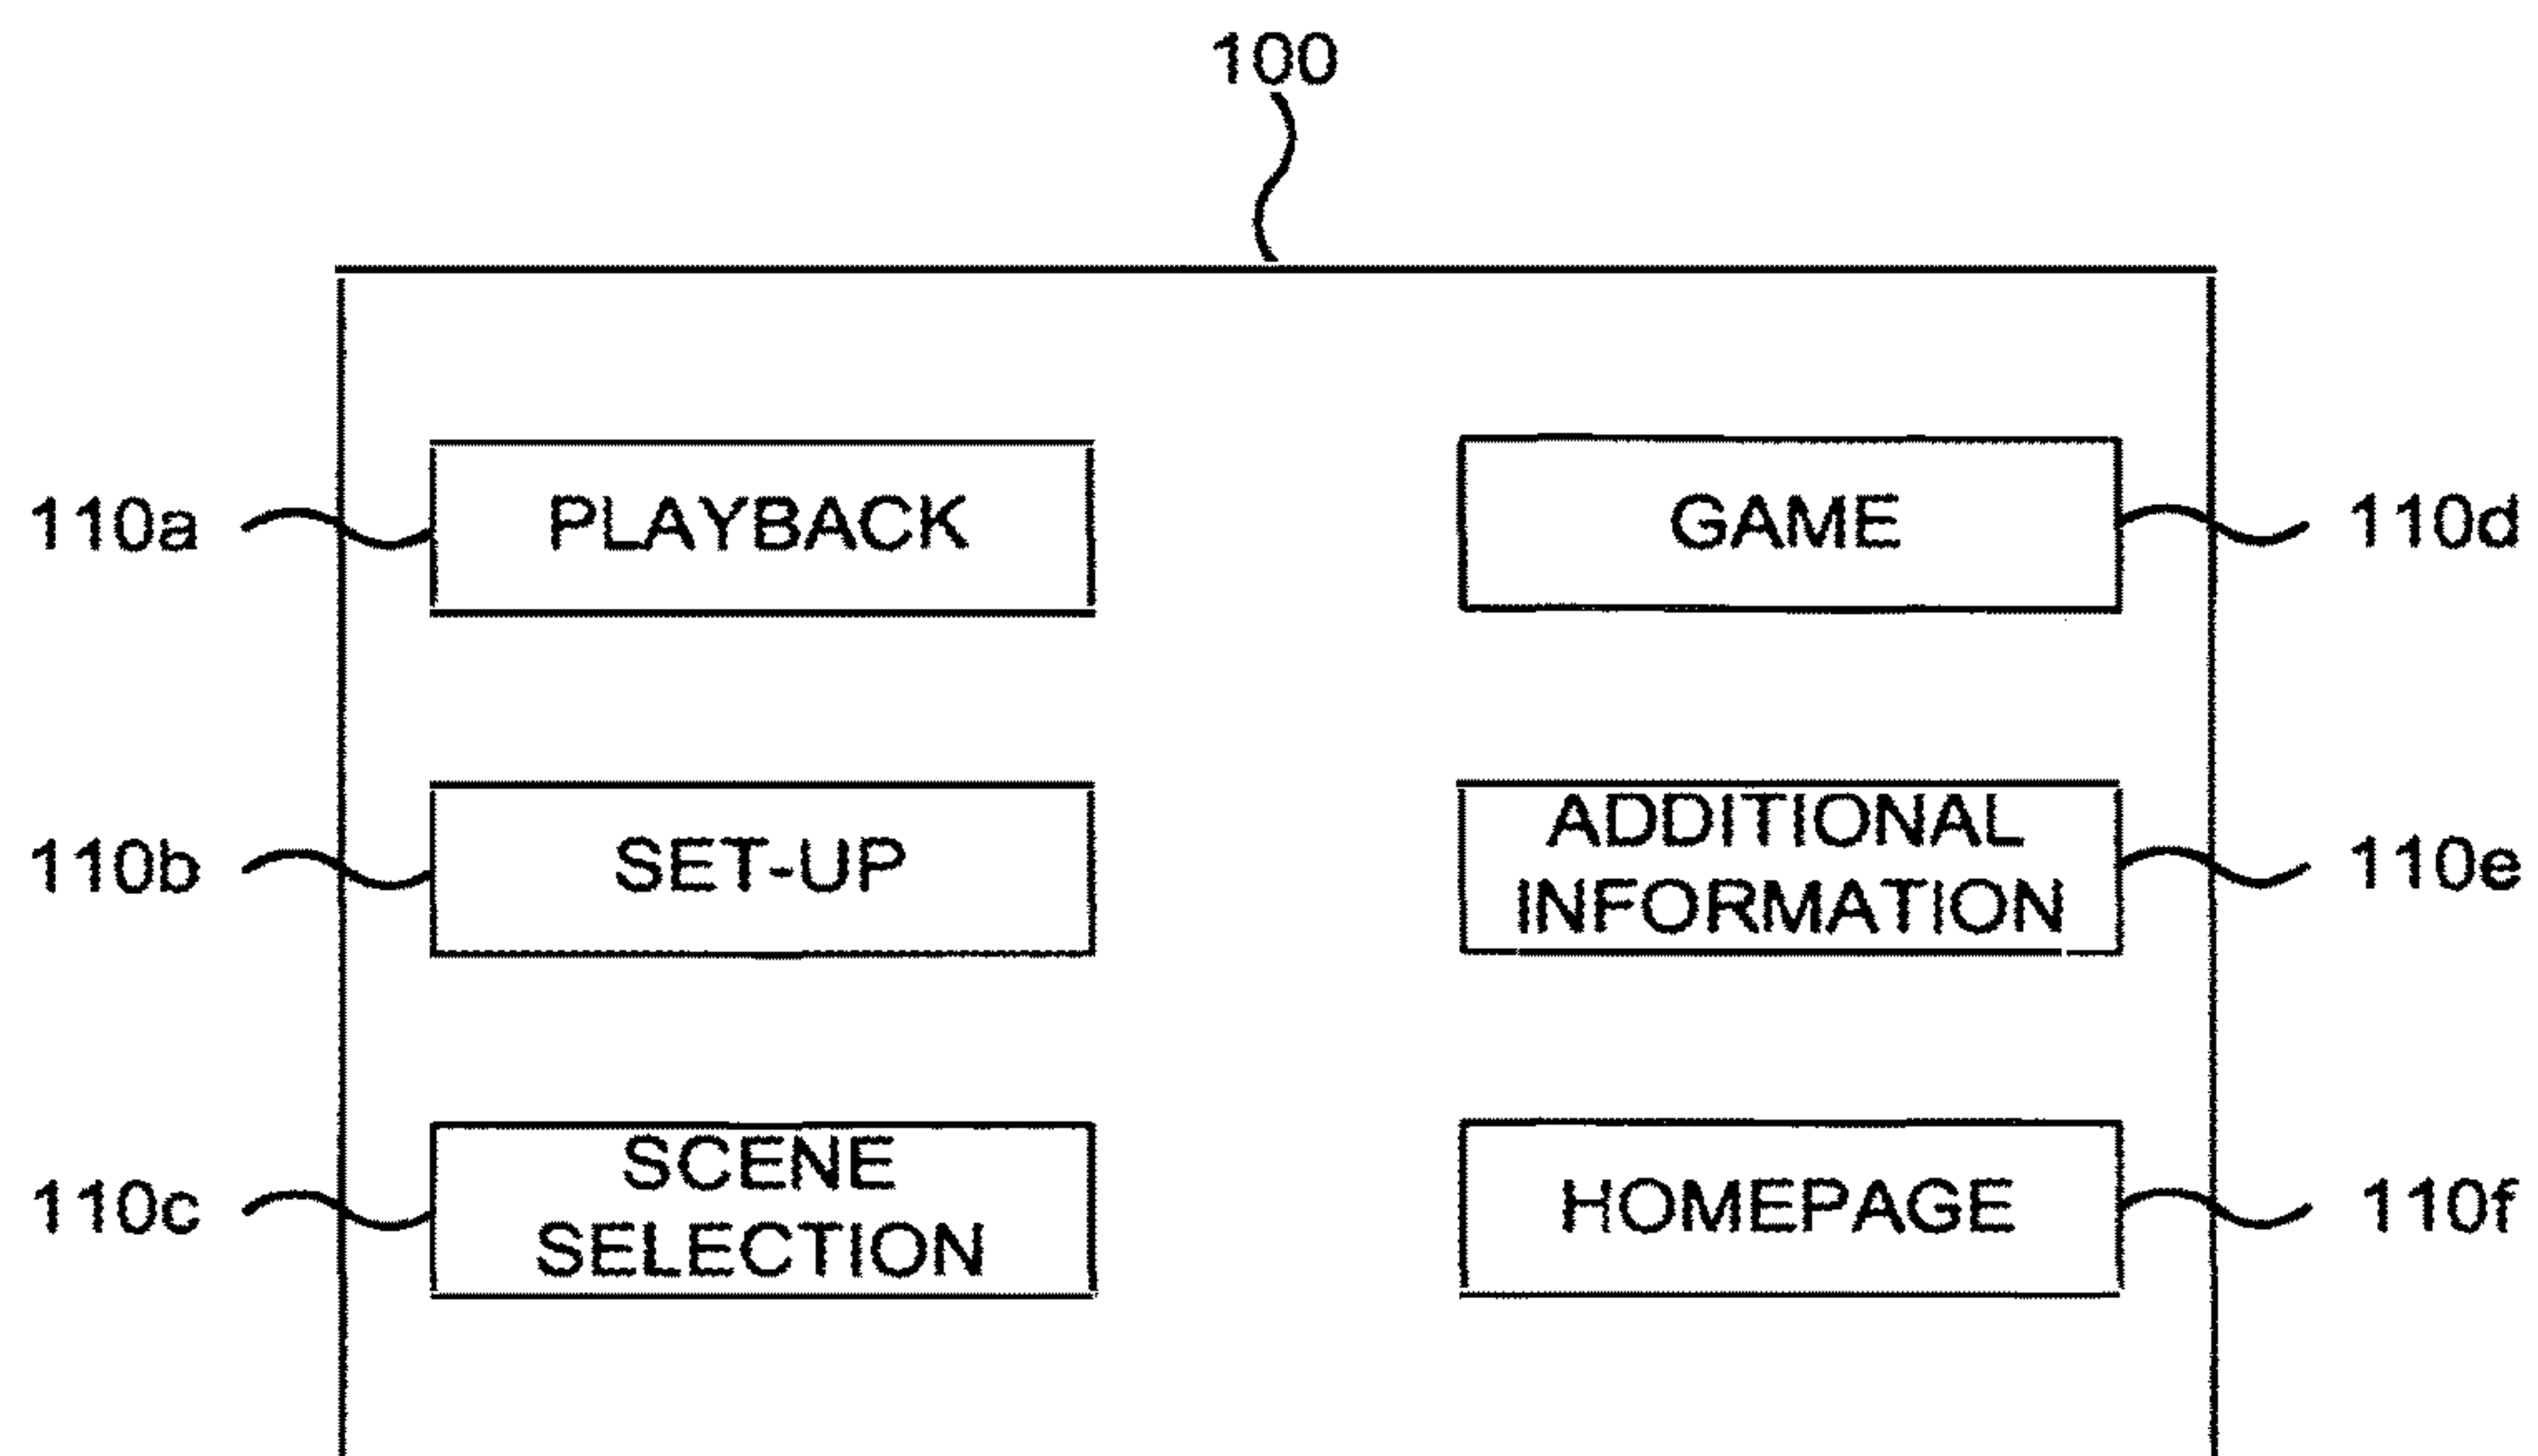 100
110a PLAYBACK GAME 110d
110b SET-UP ADDITIONAL INFORMATION 110e
110c SCENE SELECTION HOMEPAGE 110f